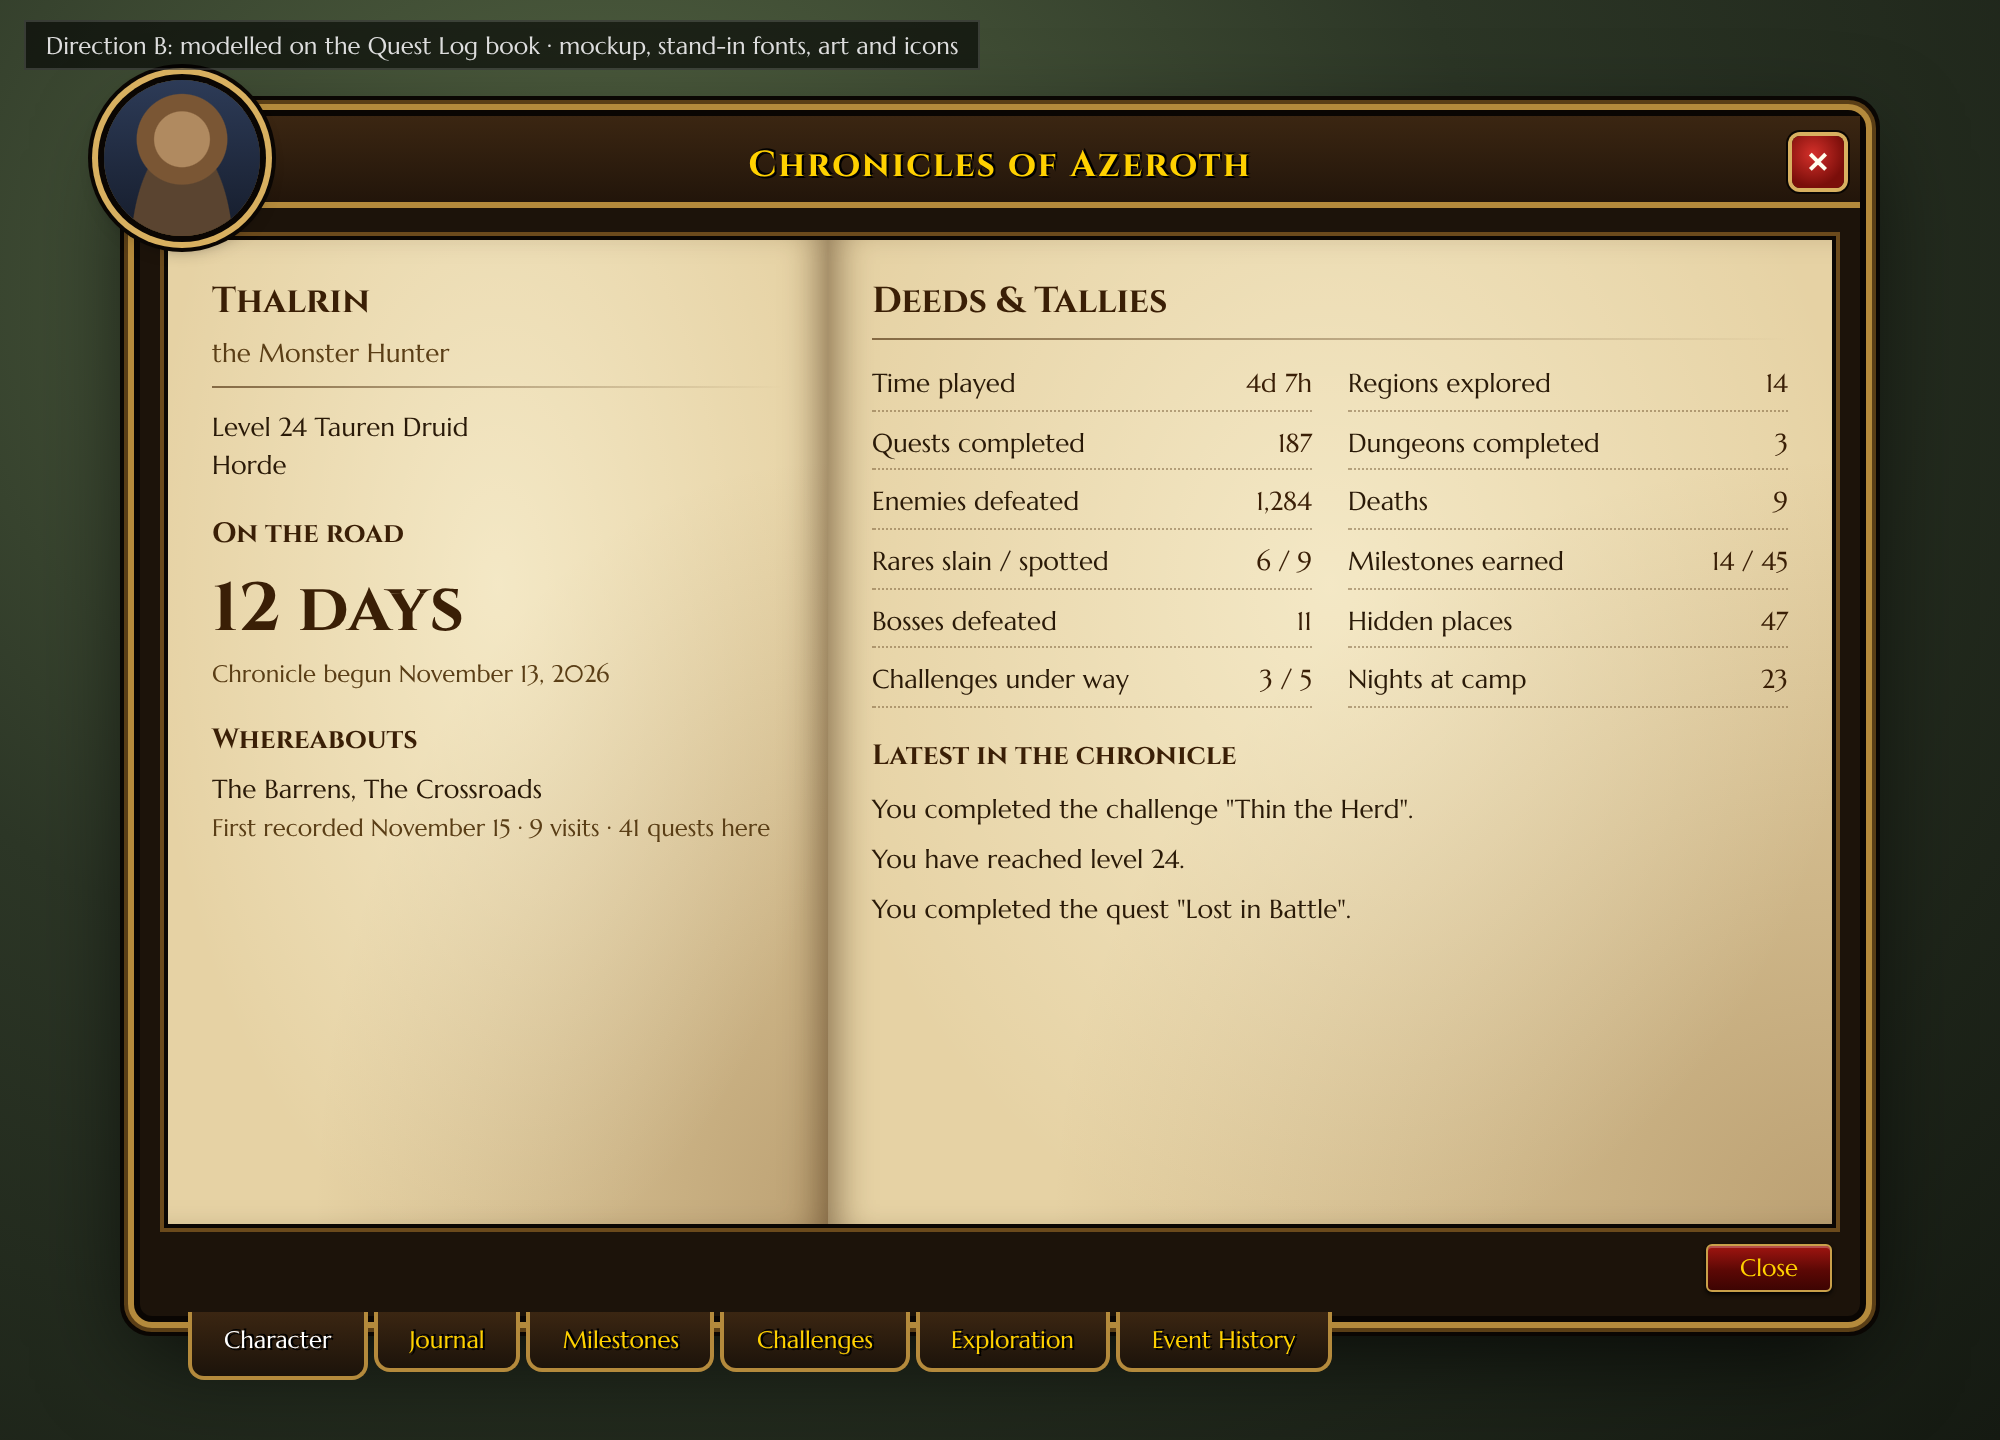 Direction B: modelled on the Quest Log book · mockup, stand-in fonts, art and icons
Chronicles of Azeroth
×
Thalrin
the Monster Hunter
Level 24 Tauren Druid
Horde
On the road
12 days
Chronicle begun November 13, 2026
Whereabouts
The Barrens, The Crossroads
First recorded November 15 · 9 visits · 41 quests here
Deeds & Tallies
Time played 4d 7h
Regions explored 14
Quests completed 187
Dungeons completed 3
Enemies defeated 1,284
Deaths 9
Rares slain / spotted 6 / 9
Milestones earned 14 / 45
Bosses defeated 11
Hidden places 47
Challenges under way 3 / 5
Nights at camp 23
Latest in the chronicle
You completed the challenge "Thin the Herd".
You have reached level 24.
You completed the quest "Lost in Battle".
Close
Character
Journal
Milestones
Challenges
Exploration
Event History